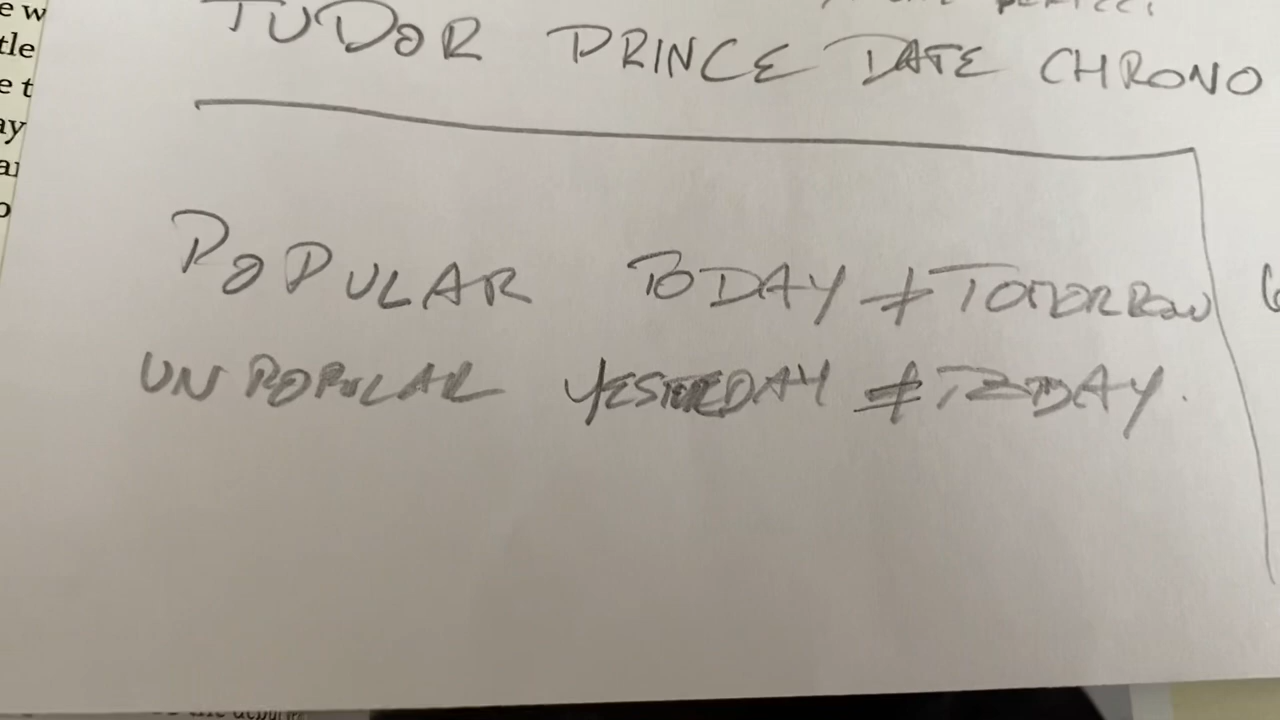 TUDOR PRINCE DATE CHRONO
POPULAR TODAY ≠ TOMORROW
UNPOPULAR YESTERDAY ≠ TODAY.